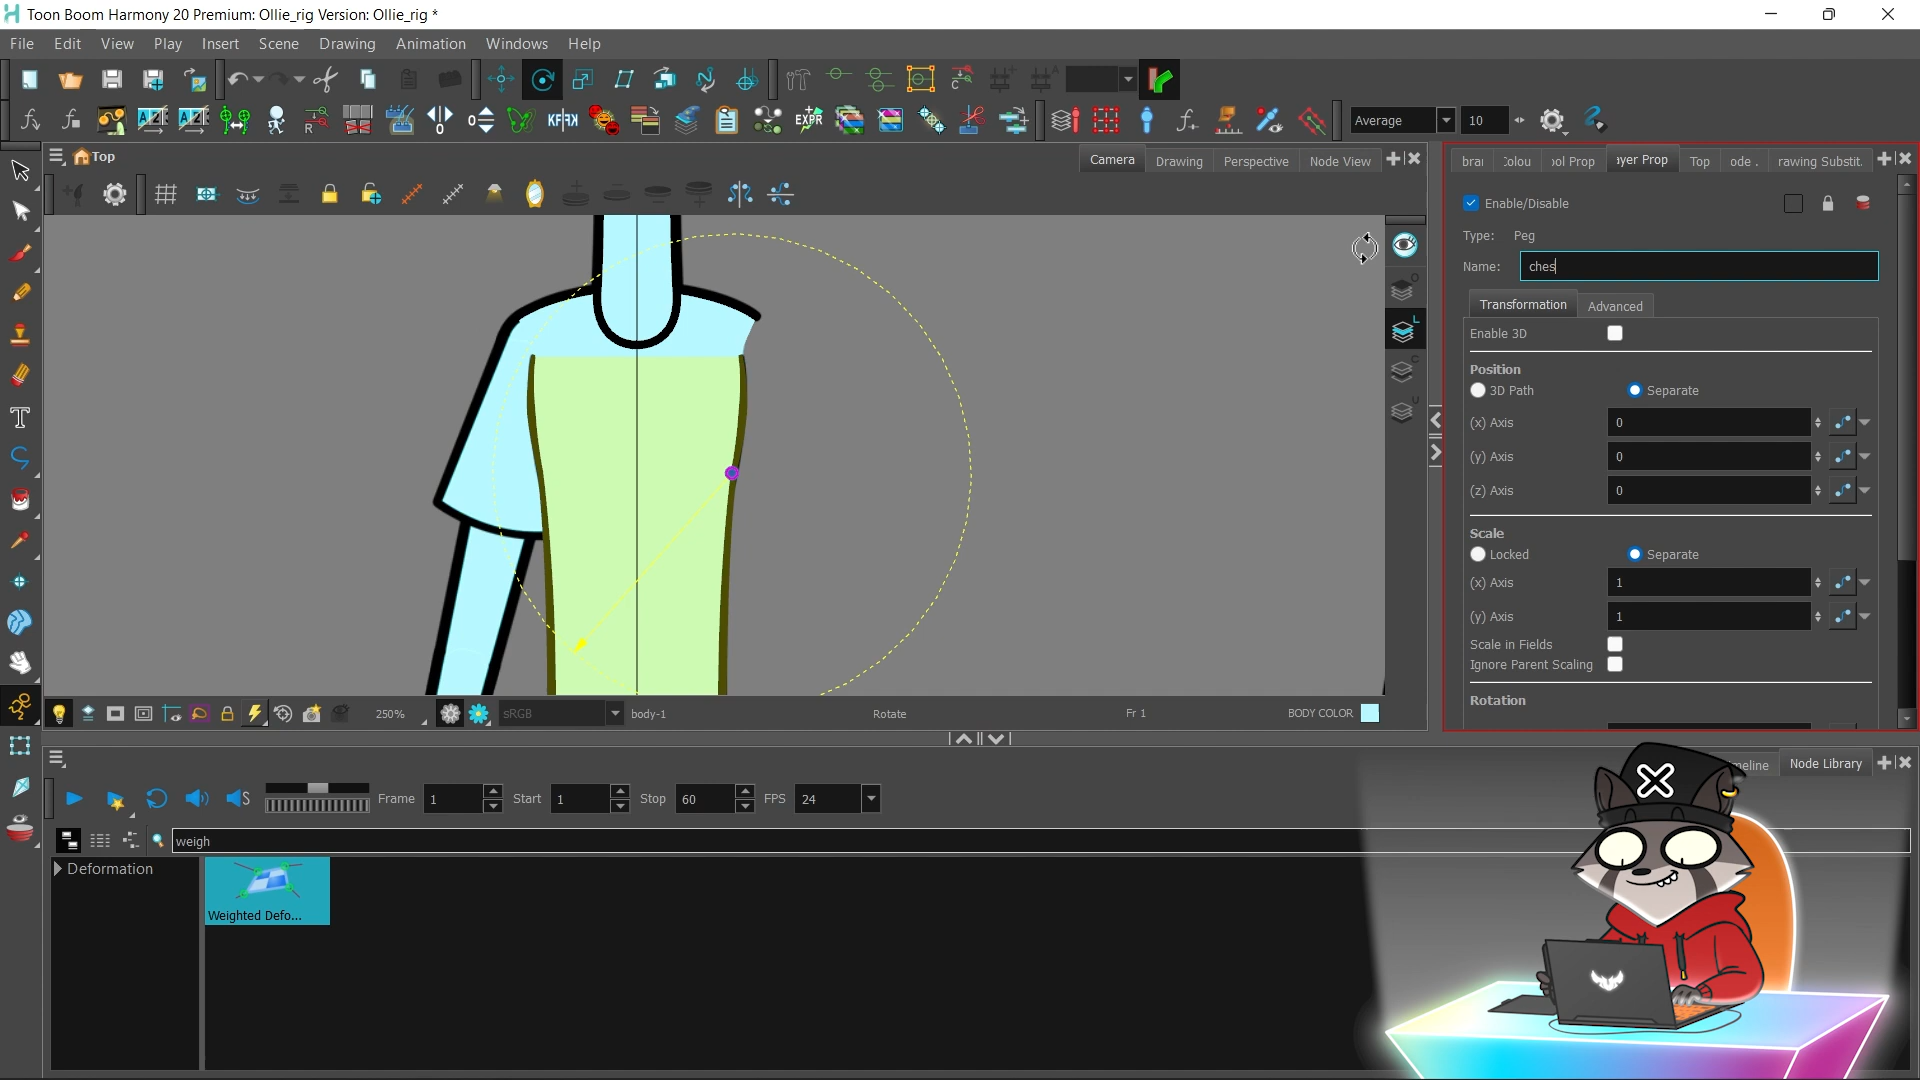 Toon Boom Harmony 20 Premium: Ollie_rig Version: Ollie_rig *
File Edit View Play Insert Scene Drawing Animation Windows Help
EXPR
Average 10
Top
Camera Drawing Perspective Node View
Colou ool Prop ayer Prop Top ode . rawing Substit.
Enable/Disable
Type: Peg
Name: ches
Transformation Advanced
Enable 3D
Position
3D Path Separate
(x) Axis 0
(y) Axis 0
(z) Axis 0
Scale
Locked Separate
(x) Axis 1
(y) Axis 1
Scale in Fields
Ignore Parent Scaling
Rotation
250% sRGB body-1 Rotate Fr 1 BODY COLOR
meline Node Library
Frame 1 Start 1 Stop 60 FPS 24
weigh
Deformation
Weighted Defo...